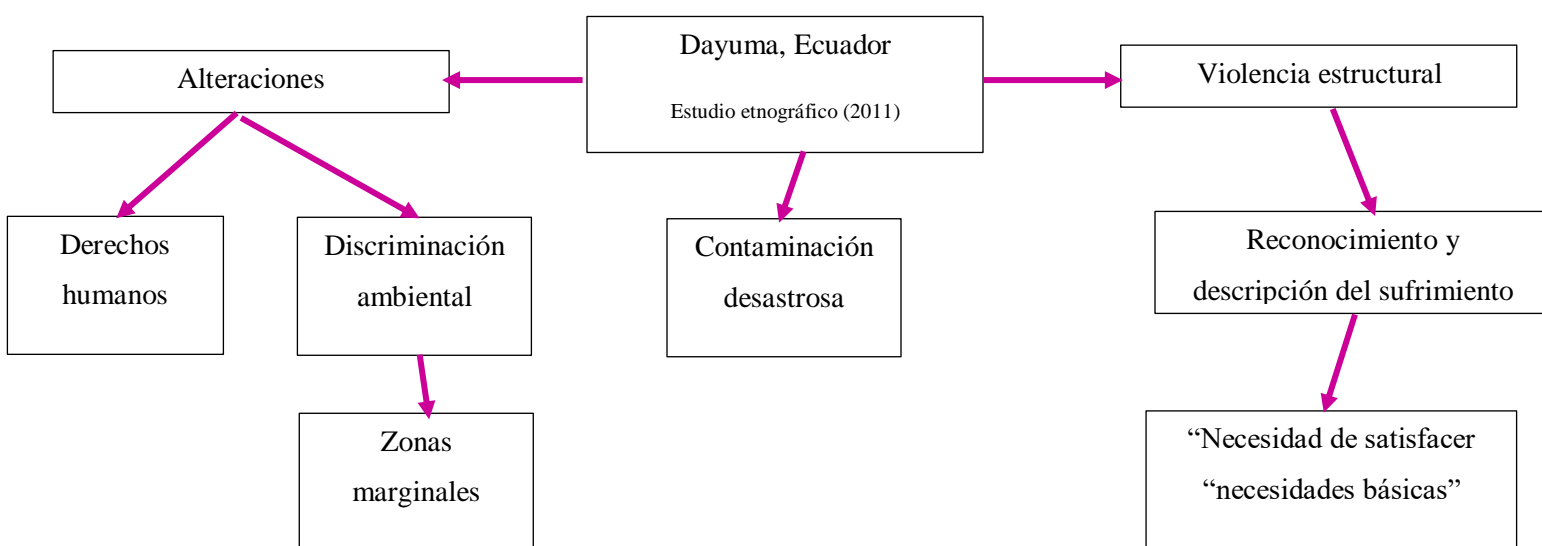 Dayuma, Ecuador
Estudio etnográfico (2011)
Alteraciones
Violencia estructural
Derechos
humanos
Discriminación
ambiental
Contaminación
desastrosa
Reconocimiento y
descripción del sufrimiento
Zonas
marginales
“Necesidad de satisfacer
“necesidades básicas”